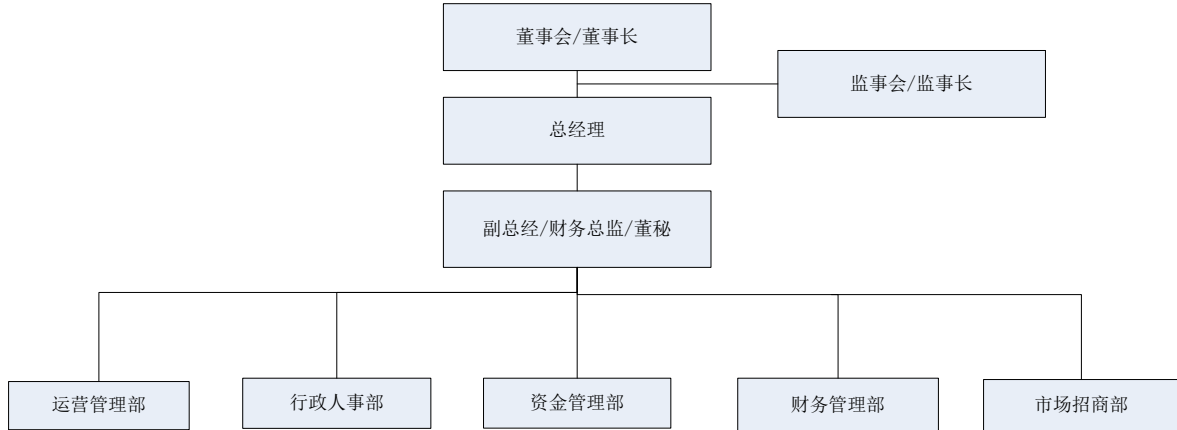 董事会/董事长
监事会/监事长
总经理
副总经/财务总监/董秘
运营管理部
行政人事部
资金管理部
财务管理部
市场招商部